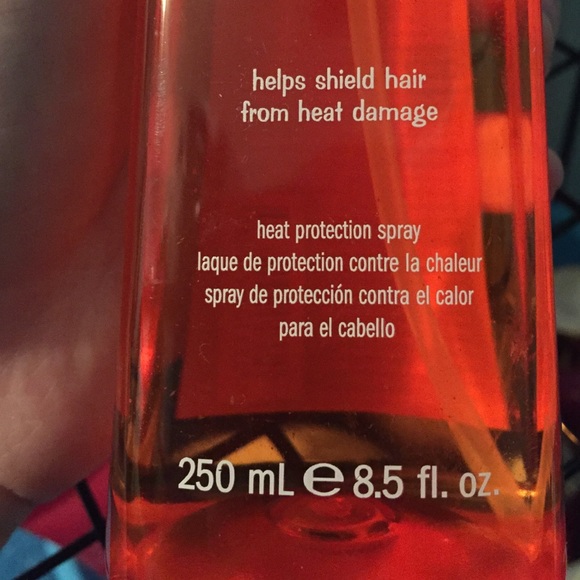 helps shield hair
from heat damage
heat protection spray
laque de protection contre la chaleur
spray de protección contra el calor
para el cabello
250 mL ℮ 8.5 fl. oz.